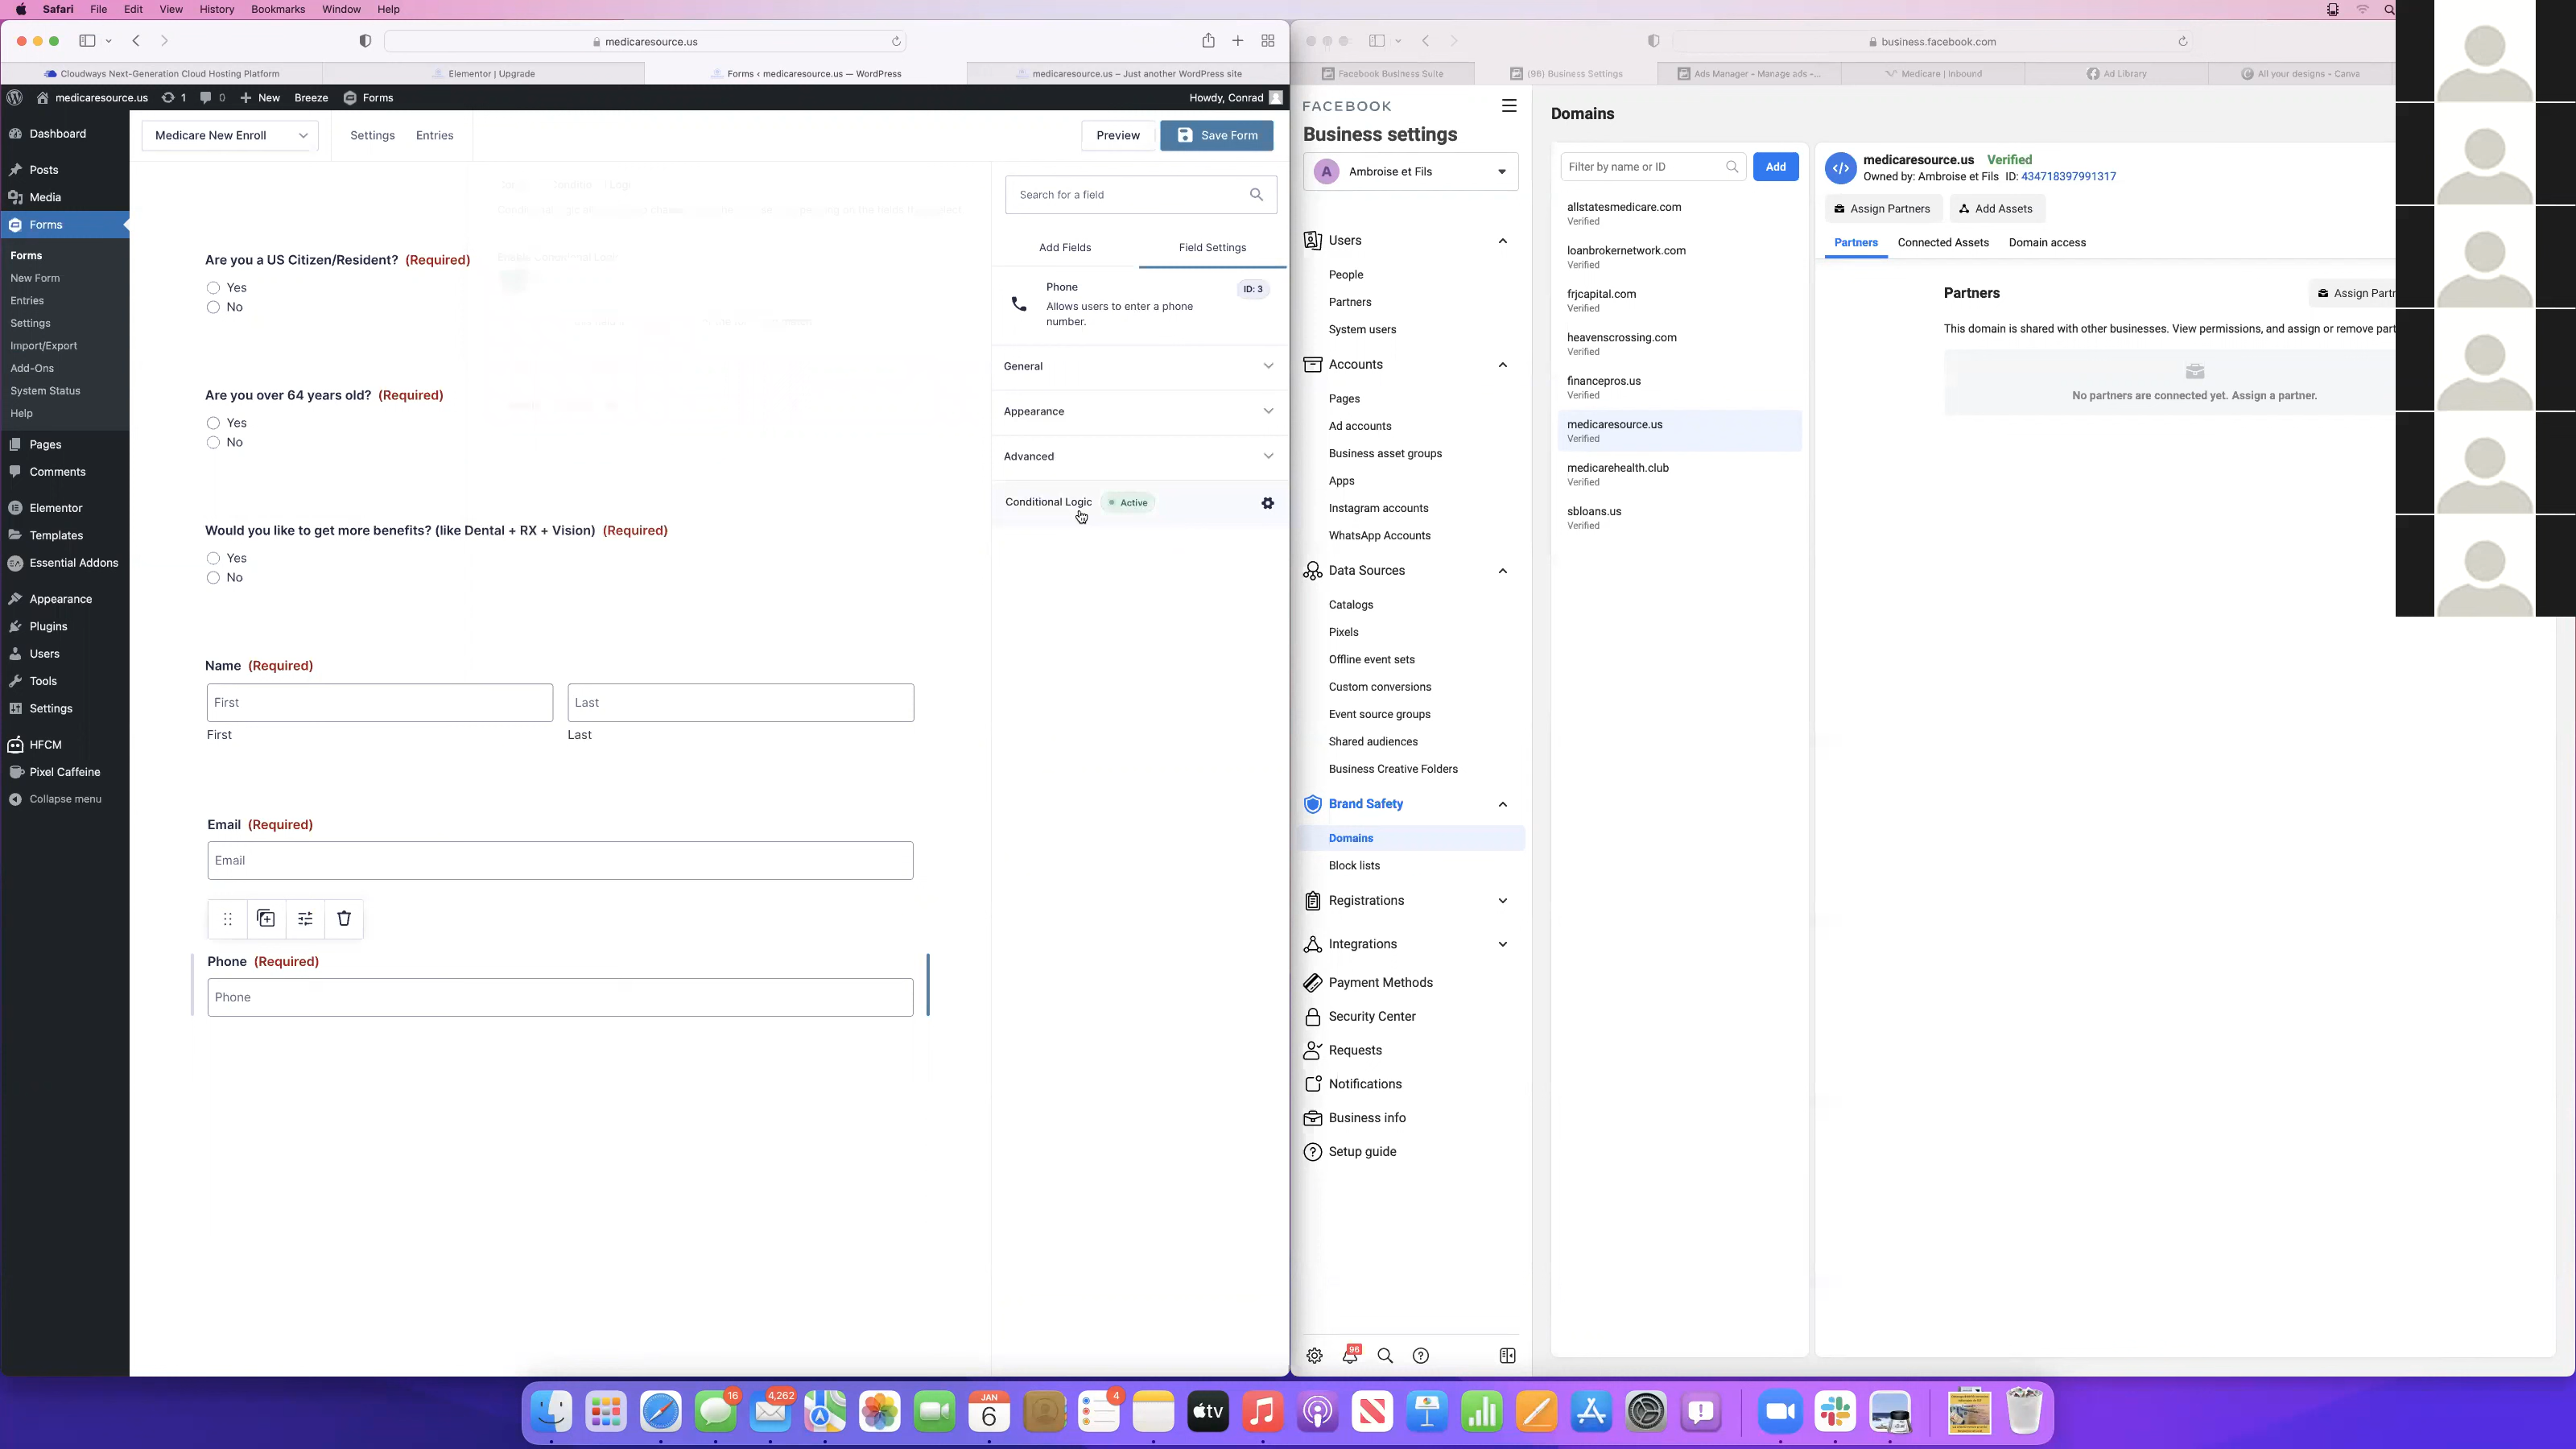 Safari File Edit View History Bookmarks Window Help
medicaresource.us
Cloudways Next-Generation Cloud Hosting Platform
Elementor | Upgrade
Forms ‹ medicaresource.us — WordPress
medicaresource.us – Just another WordPress site
medicaresource.us 1 0 New Breeze Forms
Howdy, Conrad
Dashboard
Posts
Media
Forms
Forms
New Form
Entries
Settings
Import/Export
Add-Ons
System Status
Help
Pages
Comments
Elementor
Templates
Essential Addons
Appearance
Plugins
Users
Tools
Settings
HFCM
Pixel Caffeine
Collapse menu
Medicare New Enroll
Settings
Entries
Preview
Save Form
Are you a US Citizen/Resident? (Required)
Yes
No
Are you over 64 years old? (Required)
Yes
No
Would you like to get more benefits? (like Dental + RX + Vision) (Required)
Yes
No
Name (Required)
First
Last
First
Last
Email (Required)
Email
Phone (Required)
Phone
Search for a field
Add Fields
Field Settings
Phone
ID: 3
Allows users to enter a phone
number.
General
Appearance
Advanced
Conditional Logic
Active
business.facebook.com
Facebook Business Suite
(96) Business Settings
Ads Manager - Manage ads -...
Medicare | Inbound
Ad Library
All your designs - Canva
FACEBOOK
Business settings
A
Ambroise et Fils
Users
People
Partners
System users
Accounts
Pages
Ad accounts
Business asset groups
Apps
Instagram accounts
WhatsApp Accounts
Data Sources
Catalogs
Pixels
Offline event sets
Custom conversions
Event source groups
Shared audiences
Business Creative Folders
Brand Safety
Domains
Block lists
Registrations
Integrations
Payment Methods
Security Center
Requests
Notifications
Business info
Setup guide
96
Domains
Filter by name or ID
Add
allstatesmedicare.com
Verified
loanbrokernetwork.com
Verified
frjcapital.com
Verified
heavenscrossing.com
Verified
financepros.us
Verified
medicaresource.us
Verified
medicarehealth.club
Verified
sbloans.us
Verified
medicaresource.us Verified
Owned by: Ambroise et Fils ID: 434718397991317
Assign Partners
Add Assets
Partners
Connected Assets
Domain access
Partners
Assign Partr
This domain is shared with other businesses. View permissions, and assign or remove part
No partners are connected yet. Assign a partner.
16
4,262
JAN
6
4
tv